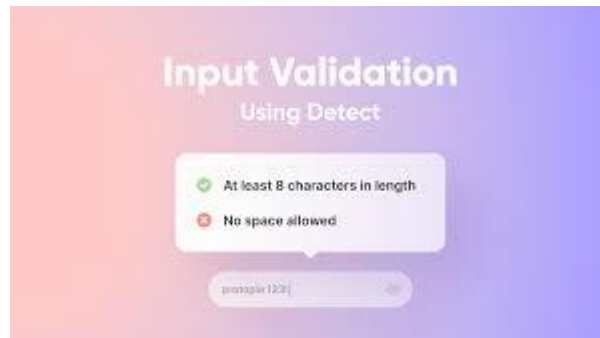 Input Validation
Using Detect
At least 8 characters in length
No space allowed